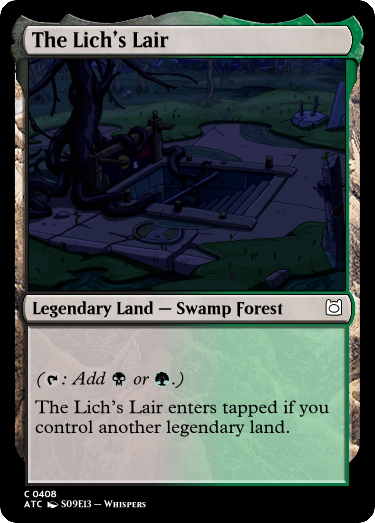 The Lich's Lair
Legendary Land — Swamp Forest
(: Add or .)
The Lich's Lair enters tapped if you
control another legendary land.
C 0408
ATC S09E13 - Whispers